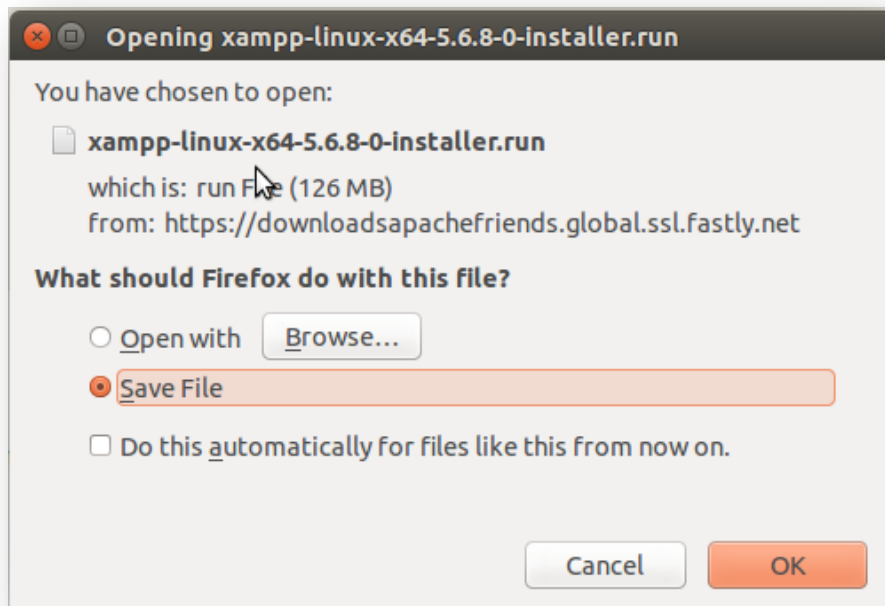 Opening xampp-linux-x64-5.6.8-0-installer.run
You have chosen to open:
xampp-linux-x64-5.6.8-0-installer.run
which is: run File (126 MB)
from: https://downloadsapachefriends.global.ssl.fastly.net
What should Firefox do with this file?
Open with Browse...
Save File
Do this automatically for files like this from now on.
Cancel OK